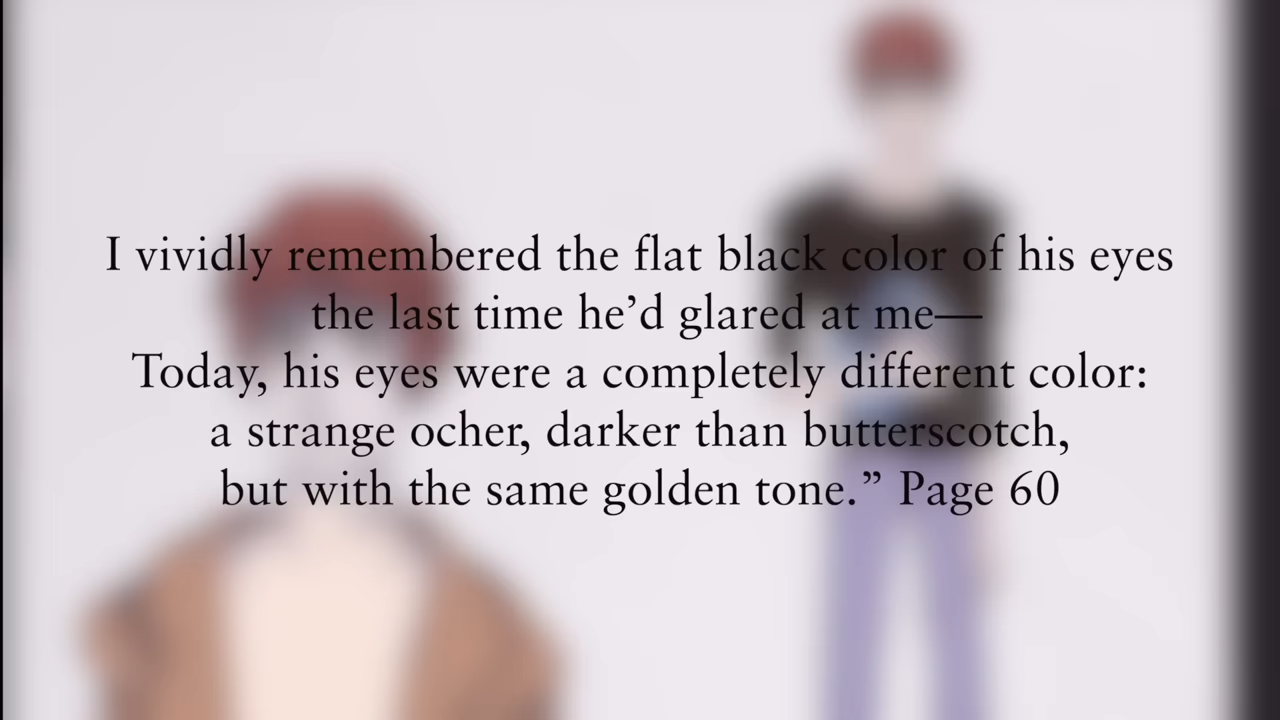 I vividly remembered the flat black color of his eyes
the last time he’d glared at me—
Today, his eyes were a completely different color:
a strange ocher, darker than butterscotch,
but with the same golden tone.” Page 60